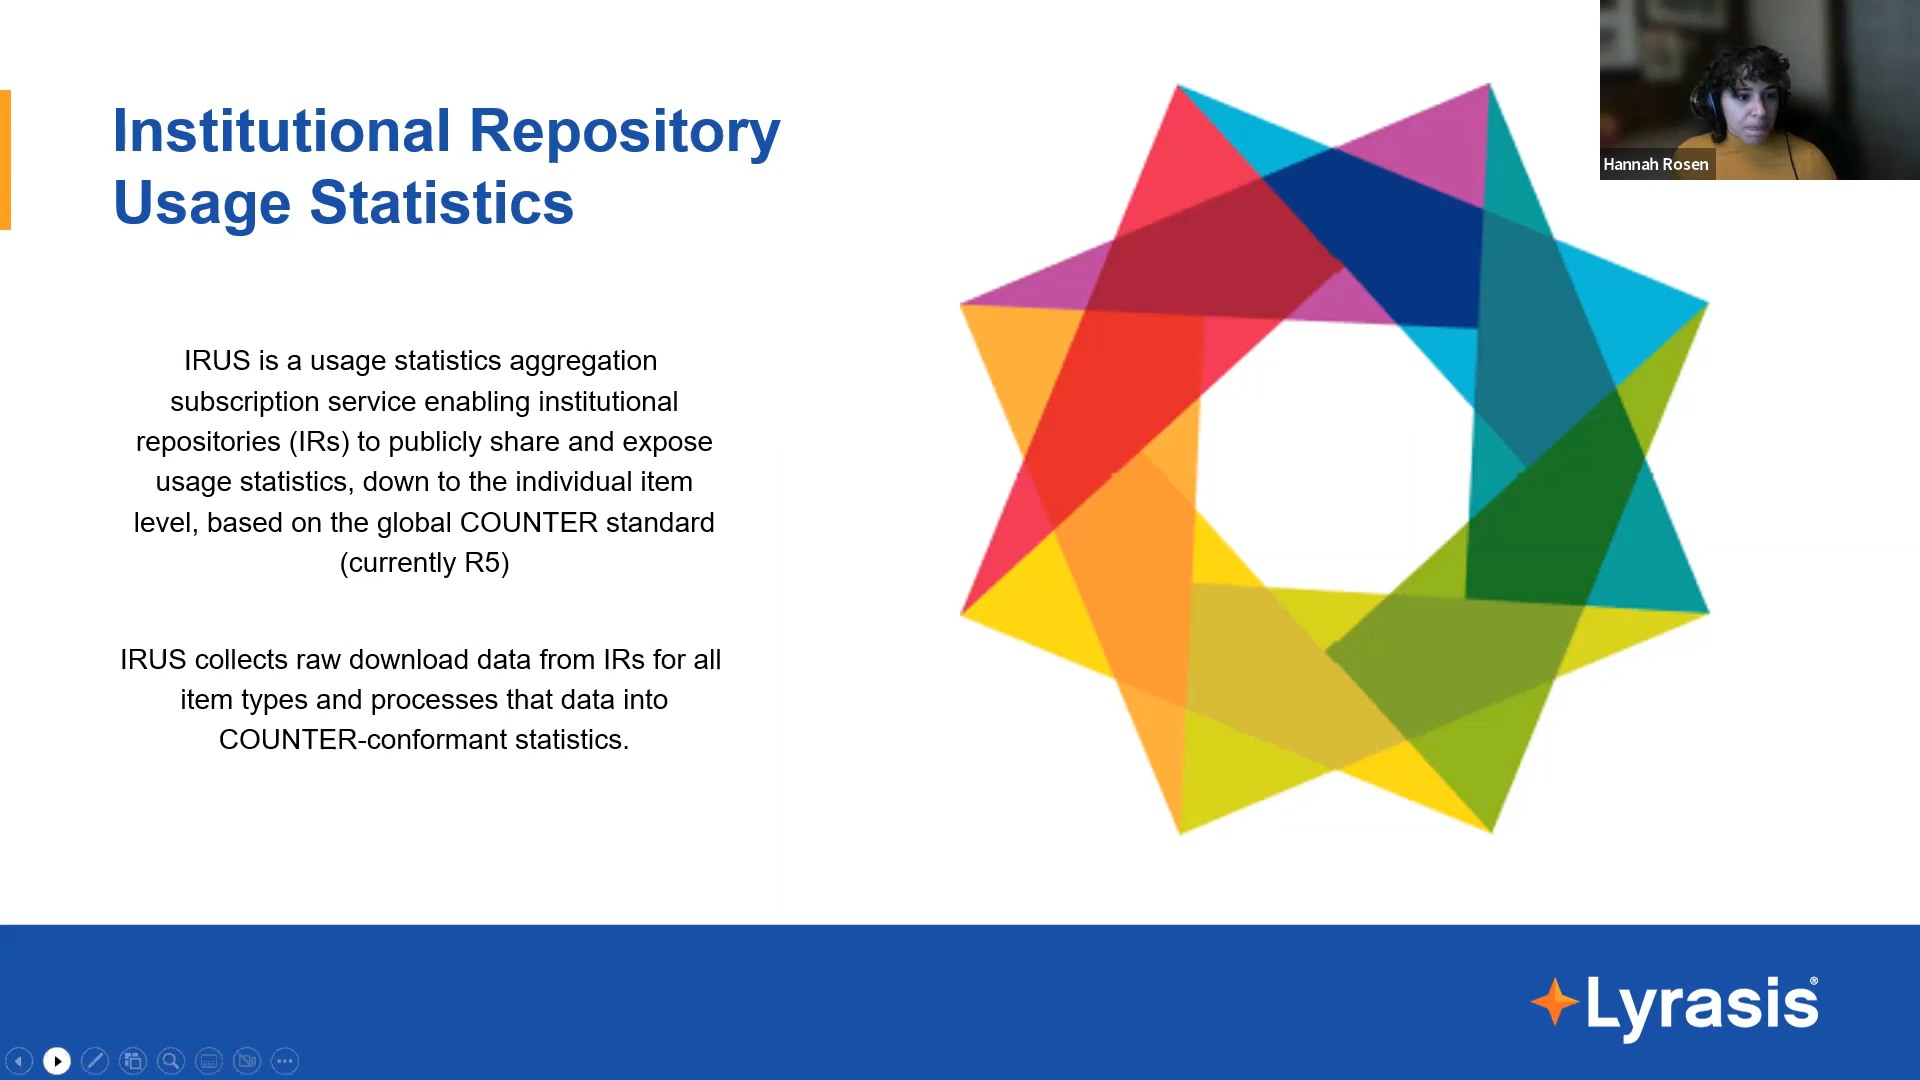 Institutional Repository
Usage Statistics
IRUS is a usage statistics aggregation
subscription service enabling institutional
repositories (IRs) to publicly share and expose
usage statistics, down to the individual item
level, based on the global COUNTER standard
(currently R5)
IRUS collects raw download data from IRs for all
item types and processes that data into
COUNTER-conformant statistics.
Hannah Rosen
Lyrasis®